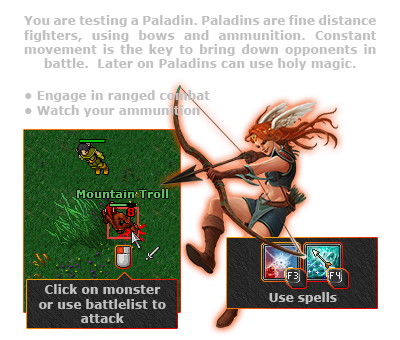 You are testing a Paladin. Paladins are fine distance
fighters, using bows and ammunition. Constant
movement is the key to bring down opponents in
battle. Later on Paladins can use holy magic.
● Engage in ranged combat
● Watch your ammunition
Mountain Troll
8
Click on monster
or use battlelist to
attack
F3 F4
Use spells